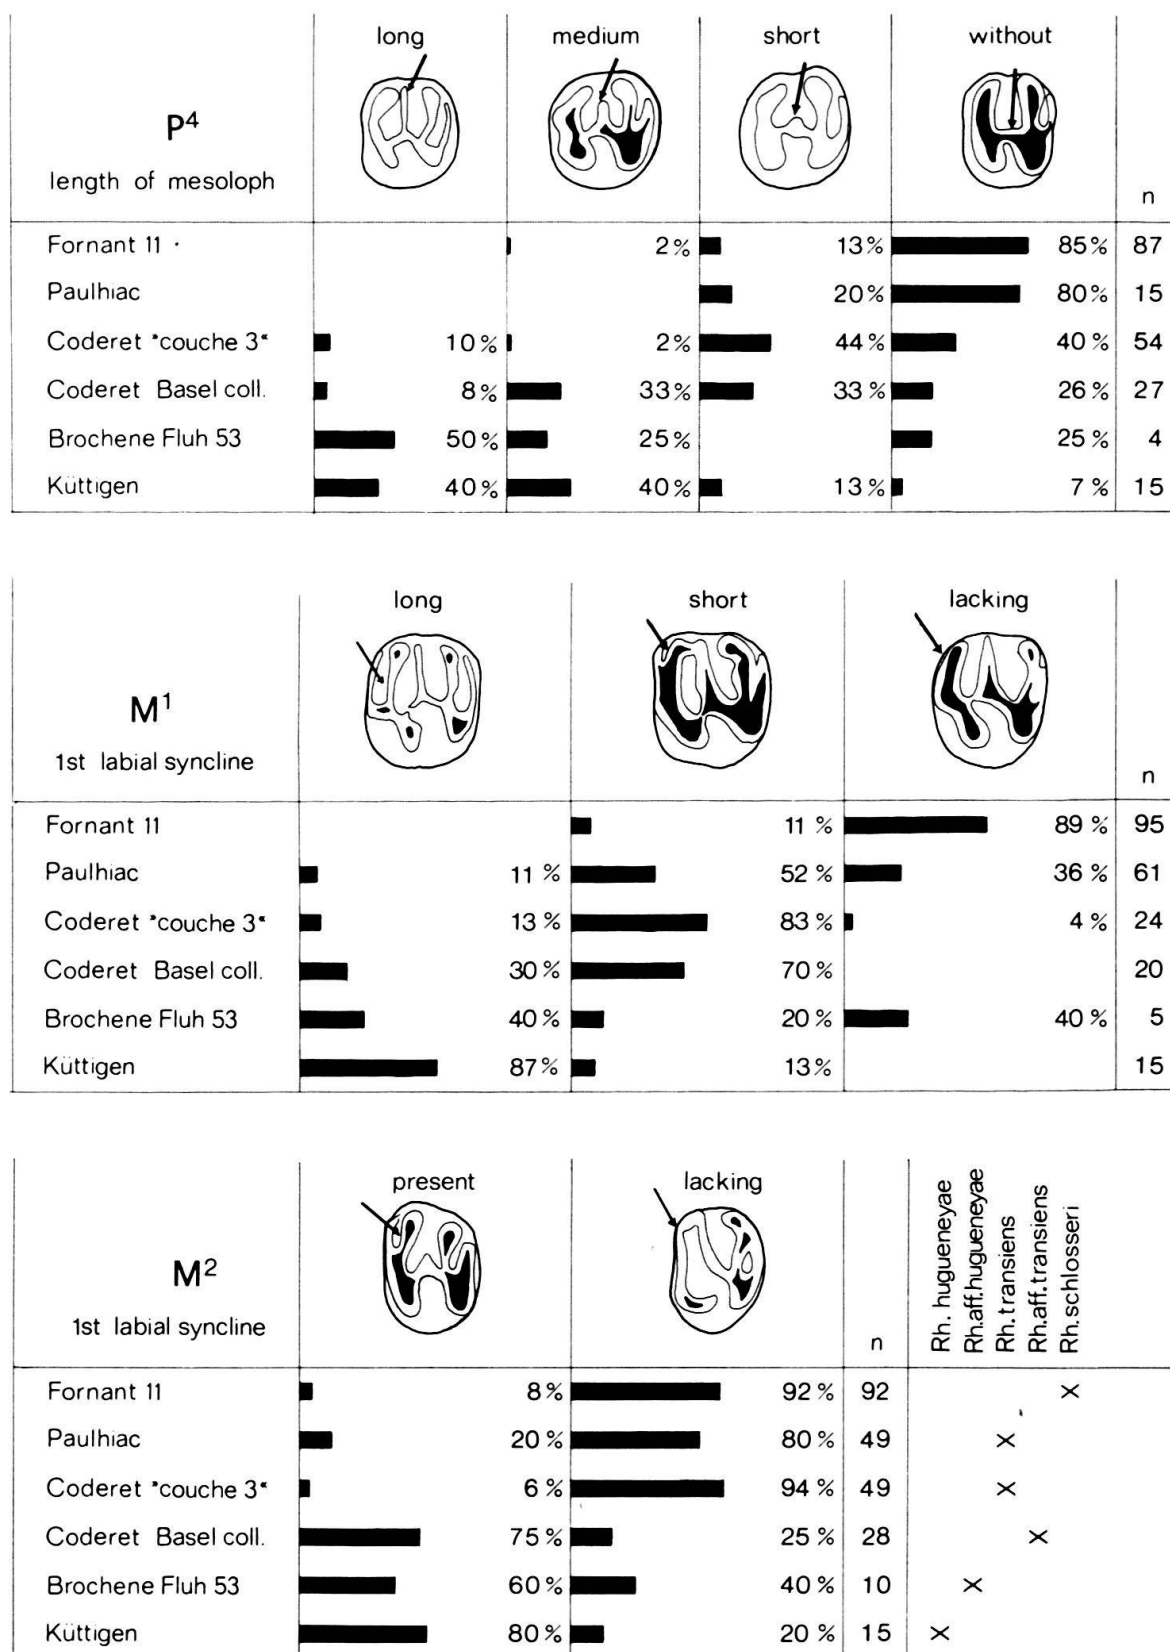 long medium short without
P⁴
length of mesoloph
n
Fornant 11 · 2% 13% 85% 87
Paulhiac 20% 80% 15
Coderet "couche 3" 10% 2% 44% 40% 54
Coderet Basel coll. 8% 33% 33% 26% 27
Brochene Fluh 53 50% 25% 25% 4
Küttigen 40% 40% 13% 7% 15
long short lacking
M¹
1st labial syncline
n
Fornant 11 11% 89% 95
Paulhiac 11% 52% 36% 61
Coderet "couche 3" 13% 83% 4% 24
Coderet Basel coll. 30% 70% 20
Brochene Fluh 53 40% 20% 40% 5
Küttigen 87% 13% 15
present lacking
M²
1st labial syncline
n
Rh. hugueneyae
Rh.aff.hugueneyae
Rh.transiens
Rh.aff.transiens
Rh.schlosseri
Fornant 11 8% 92% 92 X
Paulhiac 20% 80% 49 X
Coderet "couche 3" 6% 94% 49 X
Coderet Basel coll. 75% 25% 28 X
Brochene Fluh 53 60% 40% 10 X
Küttigen 80% 20% 15 X